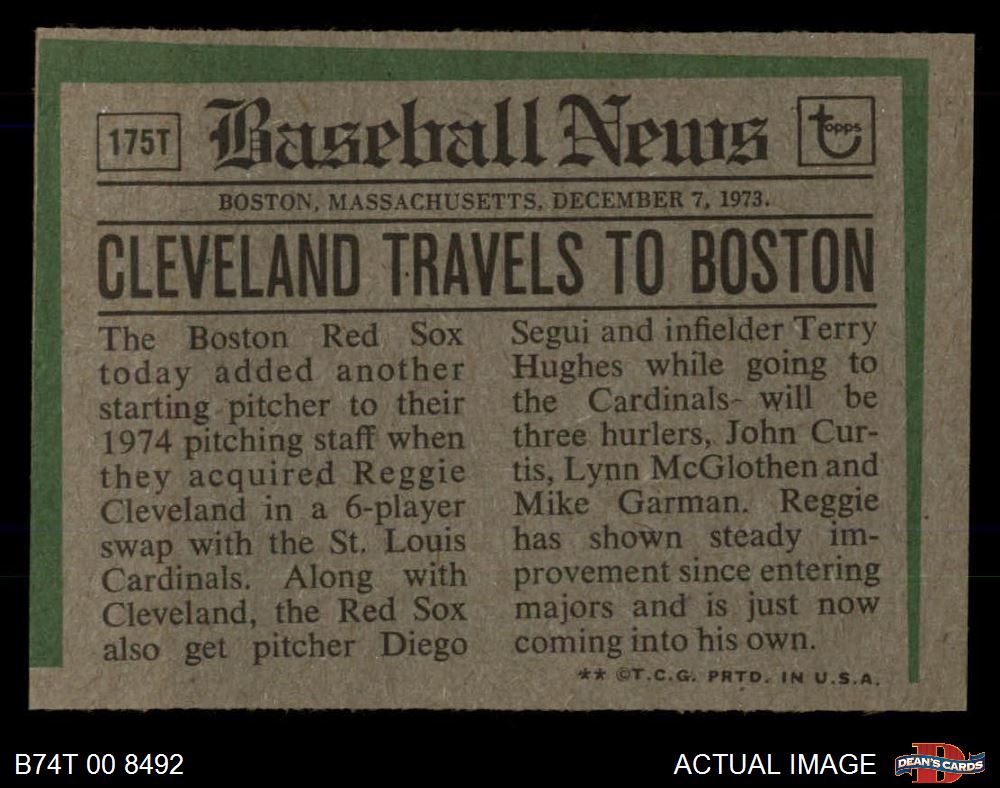 175T Baseball News topps
BOSTON, MASSACHUSETTS, DECEMBER 7, 1973.
CLEVELAND TRAVELS TO BOSTON
The Boston Red Sox
today added another
starting pitcher to their
1974 pitching staff when
they acquired Reggie
Cleveland in a 6-player
swap with the St. Louis
Cardinals. Along with
Cleveland, the Red Sox
also get pitcher Diego
Segui and infielder Terry
Hughes while going to
the Cardinals will be
three hurlers, John Cur-
tis, Lynn McGlothen and
Mike Garman. Reggie
has shown steady im-
provement since entering
majors and is just now
coming into his own.
** ©T.C.G. PRTD. IN U.S.A.
B74T 00 8492
ACTUAL IMAGE
D
DEAN'S CARDS